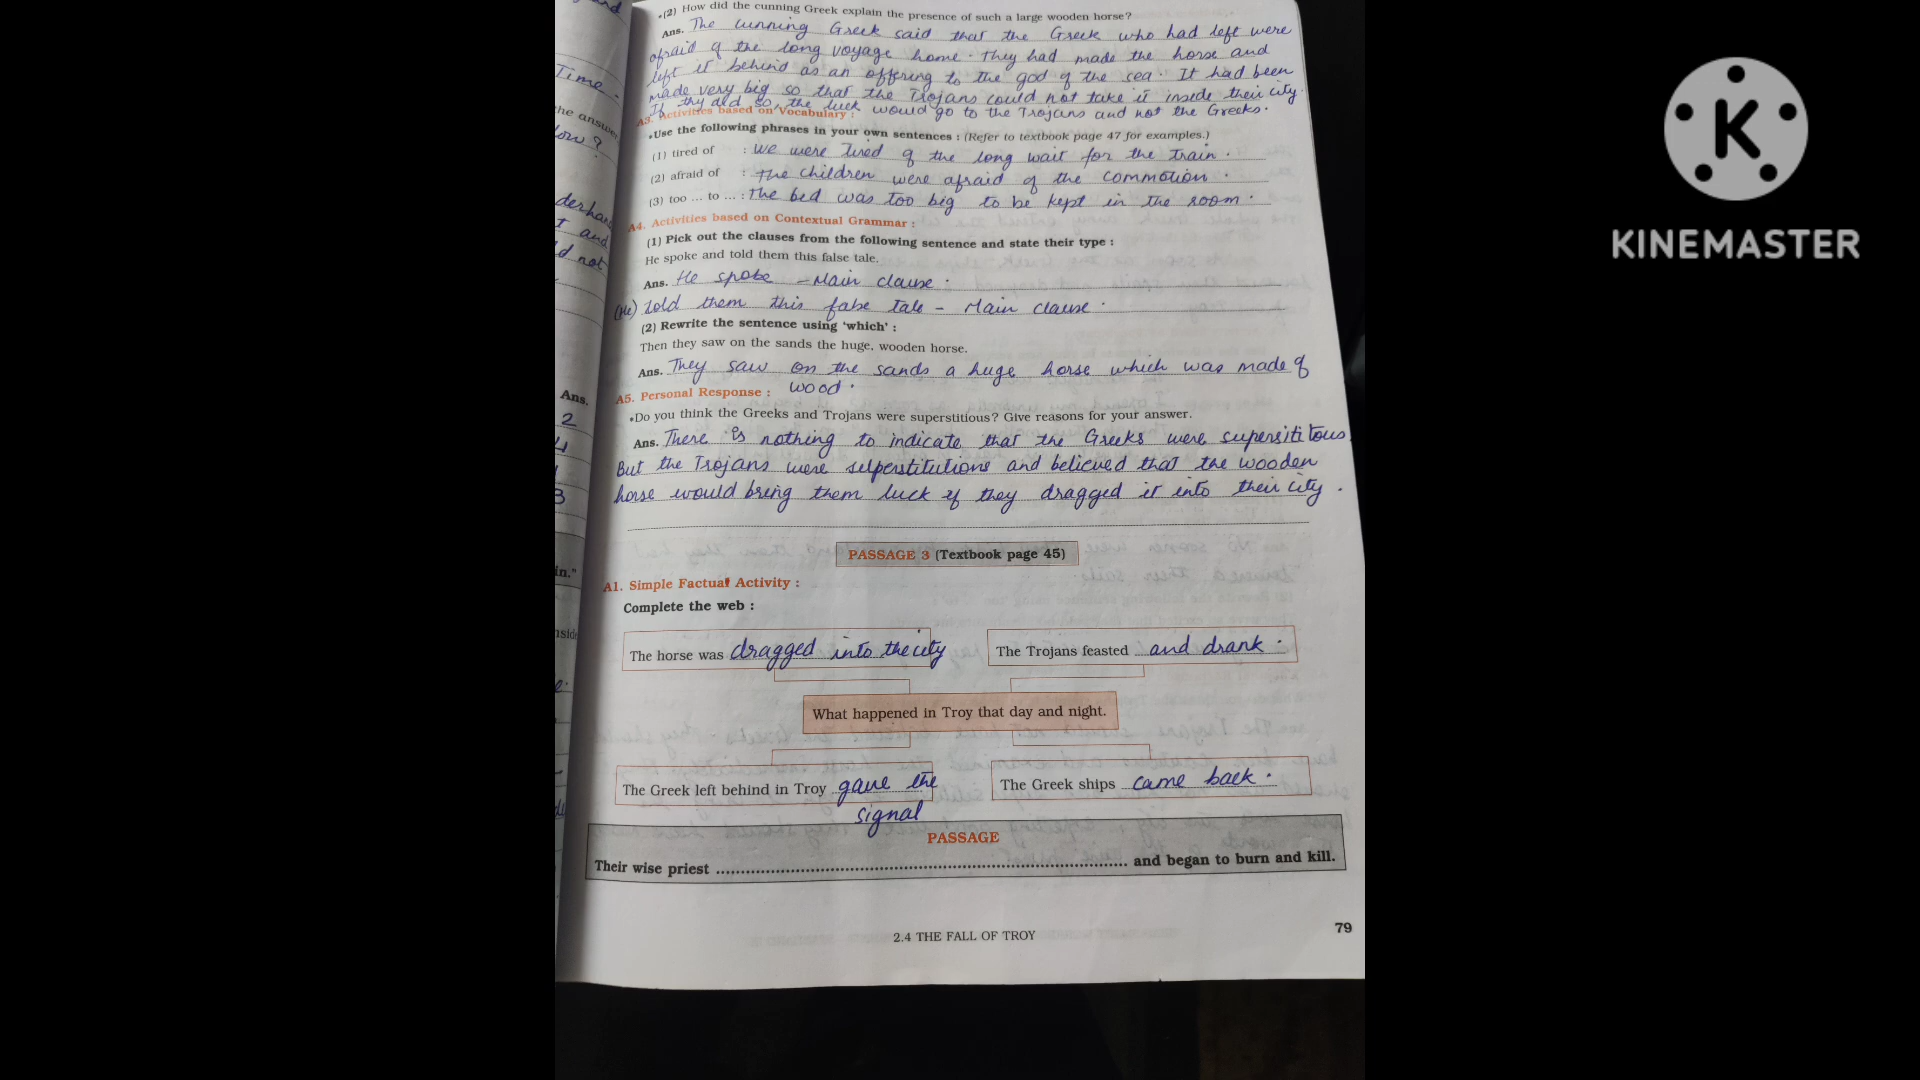 •(2) How did the cunning Greek explain the presence of such a large wooden horse?
Ans. The cunning Greek said that the Greek who had left were
afraid of the long voyage home. They had made the horse and
left it behind as an offering to the god of the sea. It had been
made very big so that the Trojans could not take it inside their city.
If thy did so, the luck would go to the Trojans and not the Greeks.
A3. Activities based on Vocabulary :
•Use the following phrases in your own sentences : (Refer to textbook page 47 for examples.)
(1) tired of : We were tired of the long wait for the train.
(2) afraid of : The children were afraid of the commotion.
(3) too ... to ... : The bed was too big to be kept in the room.
A4. Activities based on Contextual Grammar :
(1) Pick out the clauses from the following sentence and state their type :
He spoke and told them this false tale.
Ans. He spoke – Main clause.
(He) told them this false tale – Main clause.
(2) Rewrite the sentence using 'which' :
Then they saw on the sands the huge, wooden horse.
Ans. They saw on the sands a huge horse which was made of
wood.
A5. Personal Response :
•Do you think the Greeks and Trojans were superstitious? Give reasons for your answer.
Ans. There is nothing to indicate that the Greeks were supersititous.
But the Trojans were selperstitutions and believed that the wooden
horse would bring them luck if they dragged it into their city.
PASSAGE 3 (Textbook page 45)
A1. Simple Factual Activity :
Complete the web :
The horse was dragged into the city
The Trojans feasted and drank.
What happened in Troy that day and night.
The Greek left behind in Troy gave the
signal
The Greek ships came back.
PASSAGE
Their wise priest .......... and began to burn and kill.
2.4 THE FALL OF TROY
79
Time.
the answer
low?
t and
d not
Ans.
2
4
3
in."
K
KINEMASTER